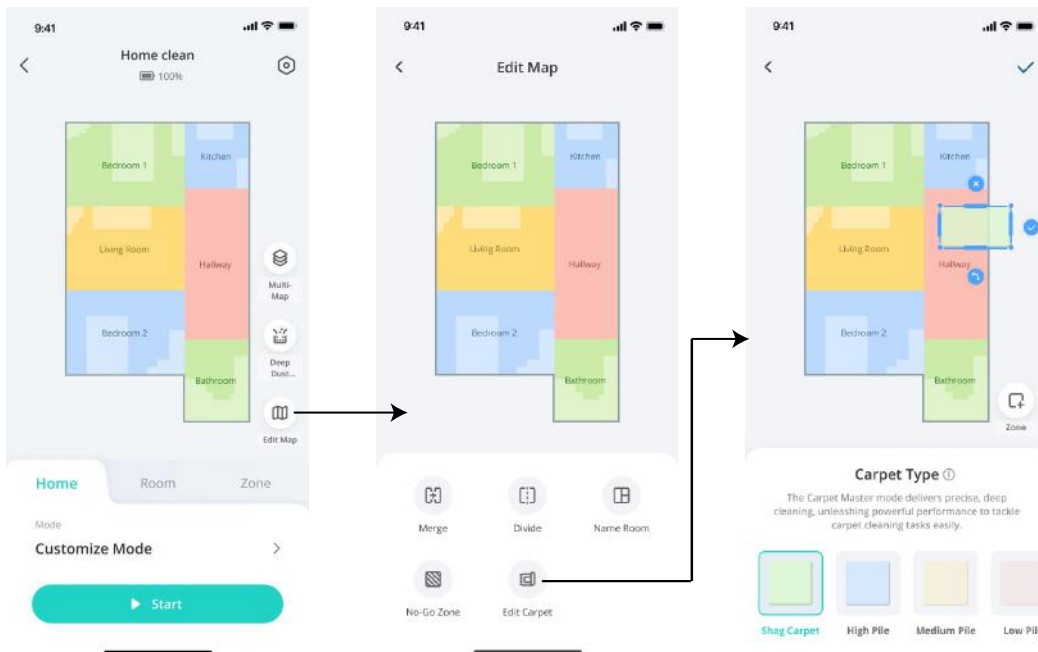 9:41
Home clean
100%
Bedroom 1
Kitchen
Living Room
Hallway
Multi-
Map
Bedroom 2
Deep
Dust...
Bathroom
Edit Map
Home
Room
Zone
Mode
Customize Mode
Start
9:41
Edit Map
Bedroom 1
Kitchen
Living Room
Hallway
Bedroom 2
Bathroom
Merge
Divide
Name Room
No-Go Zone
Edit Carpet
9:41
Bedroom 1
Kitchen
Living Room
Hallway
Bedroom 2
Bathroom
Zone
Carpet Type
The Carpet Master mode delivers precise, deep
cleaning, unleashing powerful performance to tackle
carpet cleaning tasks easily.
Shag Carpet
High Pile
Medium Pile
Low Pil